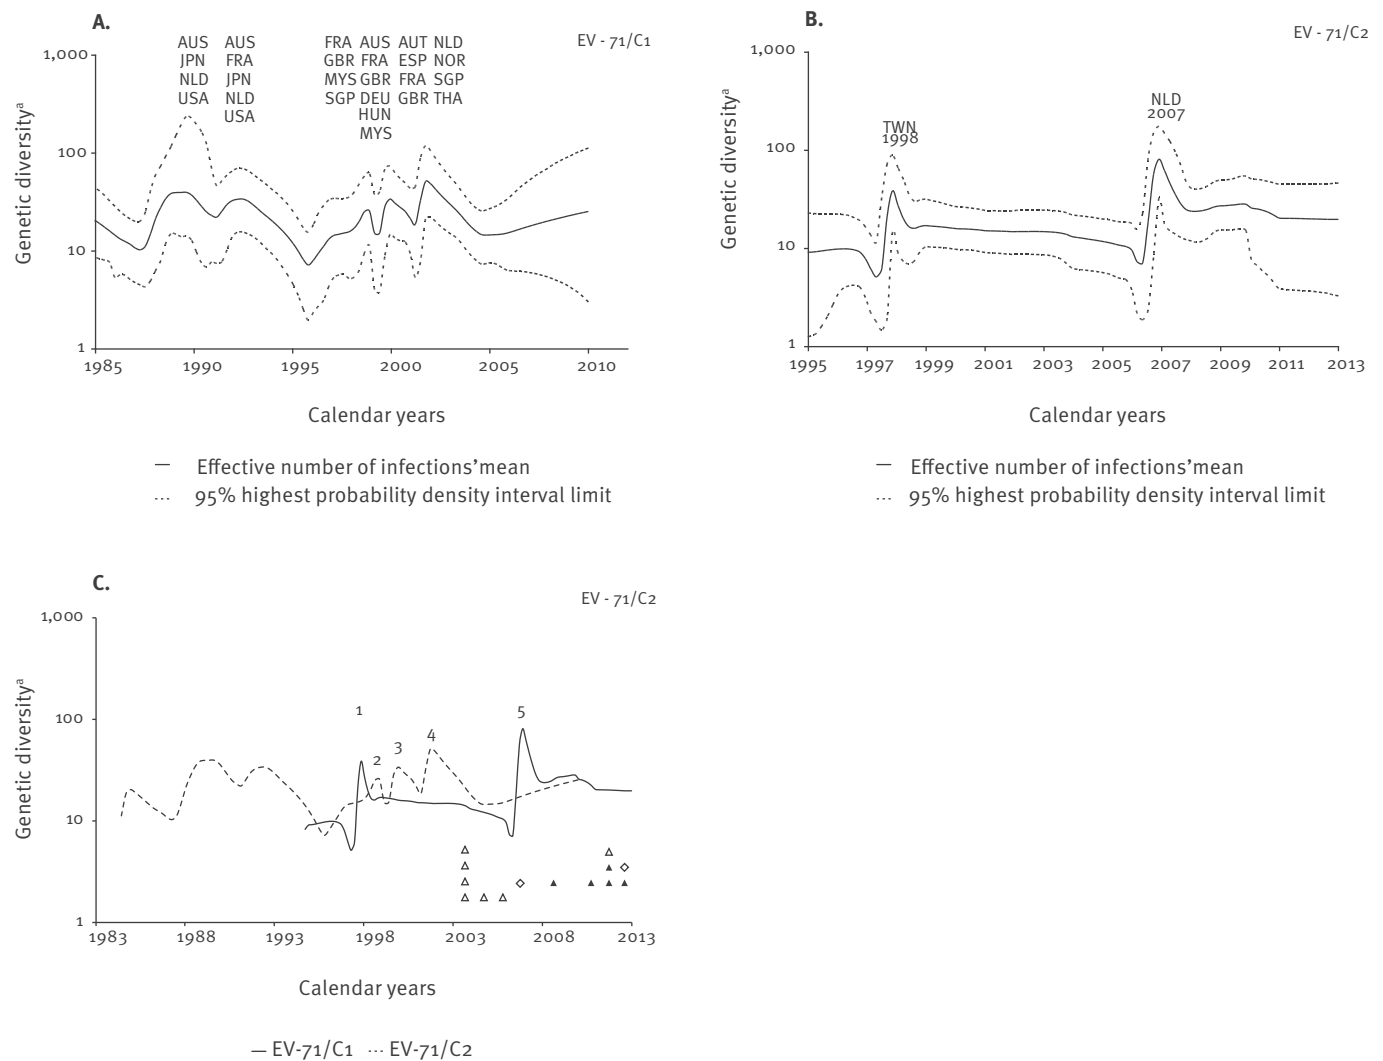 A.
EV - 71/C1
AUS AUS FRA AUS AUT NLD
JPN FRA GBR FRA ESP NOR
NLD JPN MYS GBR FRA SGP
USA NLD SGP DEU GBR THA
USA HUN
MYS
1,000
100
10
1
Genetic diversityᵃ
1985 1990 1995 2000 2005 2010
Calendar years
— Effective number of infections'mean
--- 95% highest probability density interval limit
B.
EV - 71/C2
1,000
100
10
1
Genetic diversityᵃ
TWN
1998
NLD
2007
1995 1997 1999 2001 2003 2005 2007 2009 2011 2013
Calendar years
— Effective number of infections'mean
--- 95% highest probability density interval limit
C.
EV - 71/C2
1,000
100
10
1
Genetic diversityᵃ
1 2 3 4 5
1983 1988 1993 1998 2003 2008 2013
Calendar years
— EV-71/C1 --- EV-71/C2